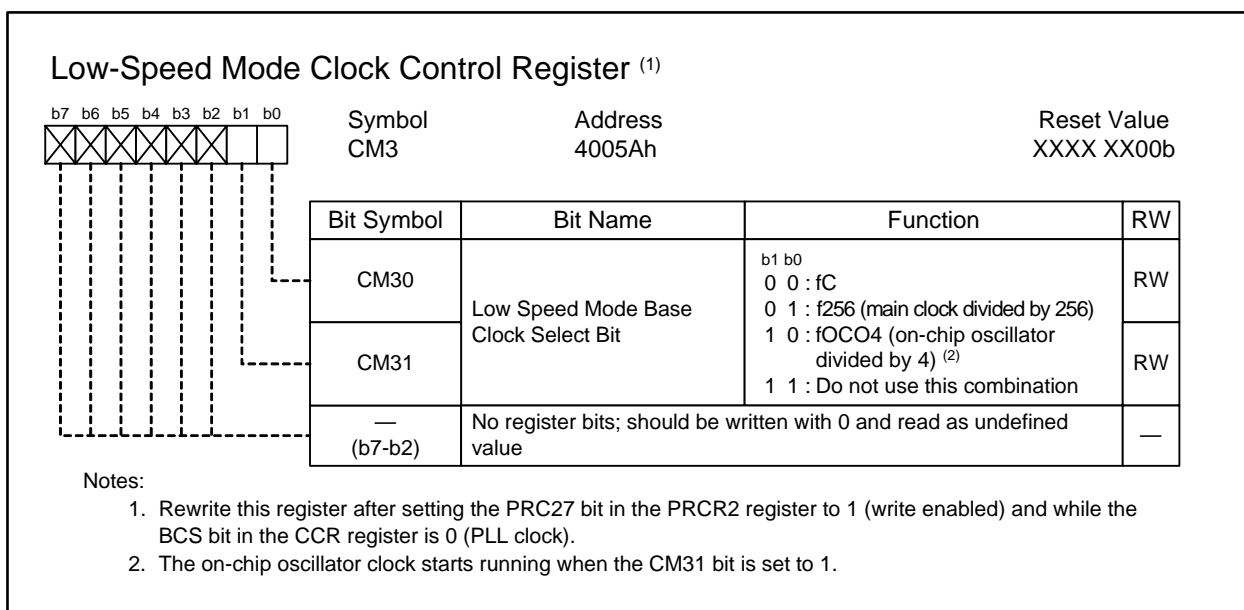 Low-Speed Mode Clock Control Register (1)
b7 b6 b5 b4 b3 b2 b1 b0
Symbol Address Reset Value
CM3 4005Ah XXXX XX00b
Bit Symbol Bit Name Function RW
CM30
CM31
Low Speed Mode Base
Clock Select Bit
b1 b0
0 0 : fC
0 1 : f256 (main clock divided by 256)
1 0 : fOCO4 (on-chip oscillator
divided by 4) (2)
1 1 : Do not use this combination
RW
RW
—
(b7-b2)
No register bits; should be written with 0 and read as undefined
value
—
Notes:
1. Rewrite this register after setting the PRC27 bit in the PRCR2 register to 1 (write enabled) and while the
BCS bit in the CCR register is 0 (PLL clock).
2. The on-chip oscillator clock starts running when the CM31 bit is set to 1.